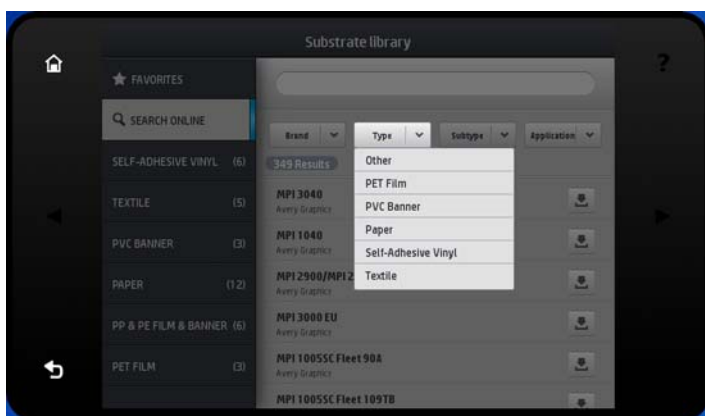 Substrate library
?
FAVORITES
SEARCH ONLINE
SELF-ADHESIVE VINYL (6)
TEXTILE (5)
PVC BANNER (3)
PAPER (12)
PP & PE FILM & BANNER (6)
PET FILM (3)
Brand Type Subtype Application
349 Results
Other
PET Film
PVC Banner
Paper
Self-Adhesive Vinyl
Textile
MPI 3040
Avery Graphics
MPI 1040
Avery Graphics
MPI 2900/MPI 2
Avery Graphics
MPI 3000 EU
Avery Graphics
MPI 1005SC Fleet 90A
Avery Graphics
MPI 1005SC Fleet 109TB